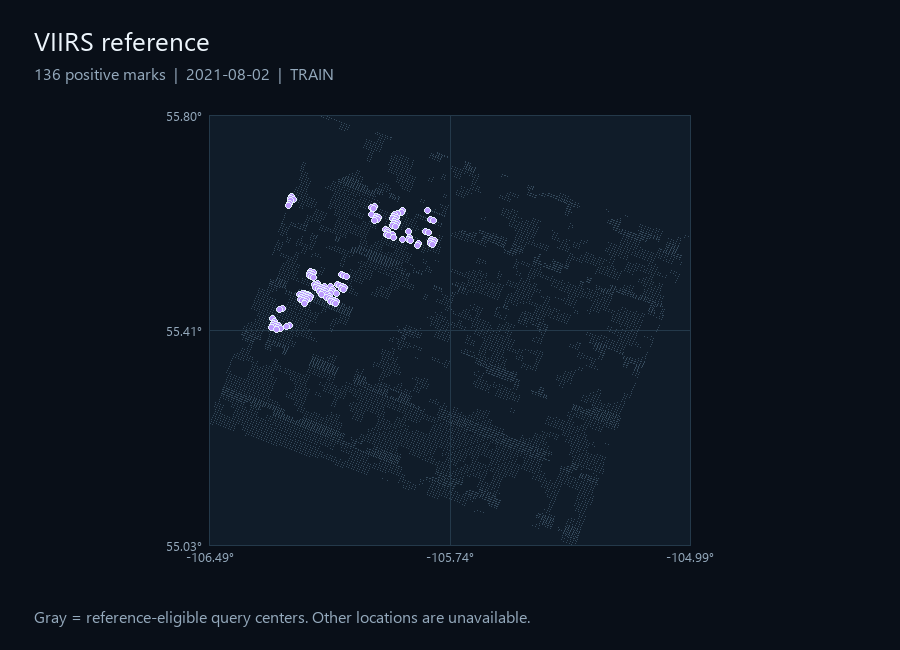 VIIRS reference
136 positive marks | 2021-08-02 | TRAIN
55.80°
55.41°
55.03°
-106.49°
-105.74°
-104.99°
Gray = reference-eligible query centers. Other locations are unavailable.